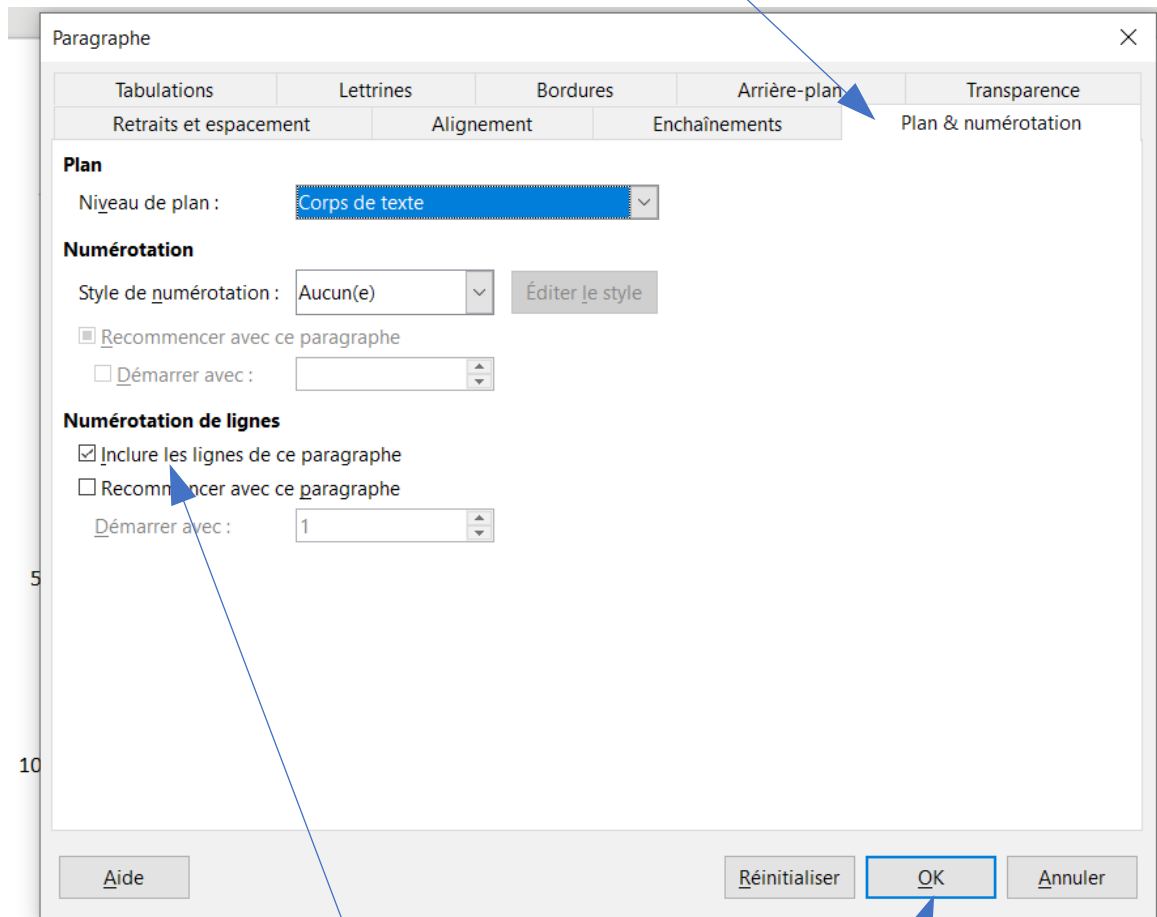 Paragraphe
Tabulations Lettrines Bordures Arrière-plan Transparence
Retraits et espacement Alignement Enchaînements Plan & numérotation
Plan
Niveau de plan : Corps de texte
Numérotation
Style de numérotation : Aucun(e) Éditer le style
Recommencer avec ce paragraphe
Démarrer avec :
Numérotation de lignes
Inclure les lignes de ce paragraphe
Recommencer avec ce paragraphe
Démarrer avec : 1
5
10
Aide Réinitialiser OK Annuler